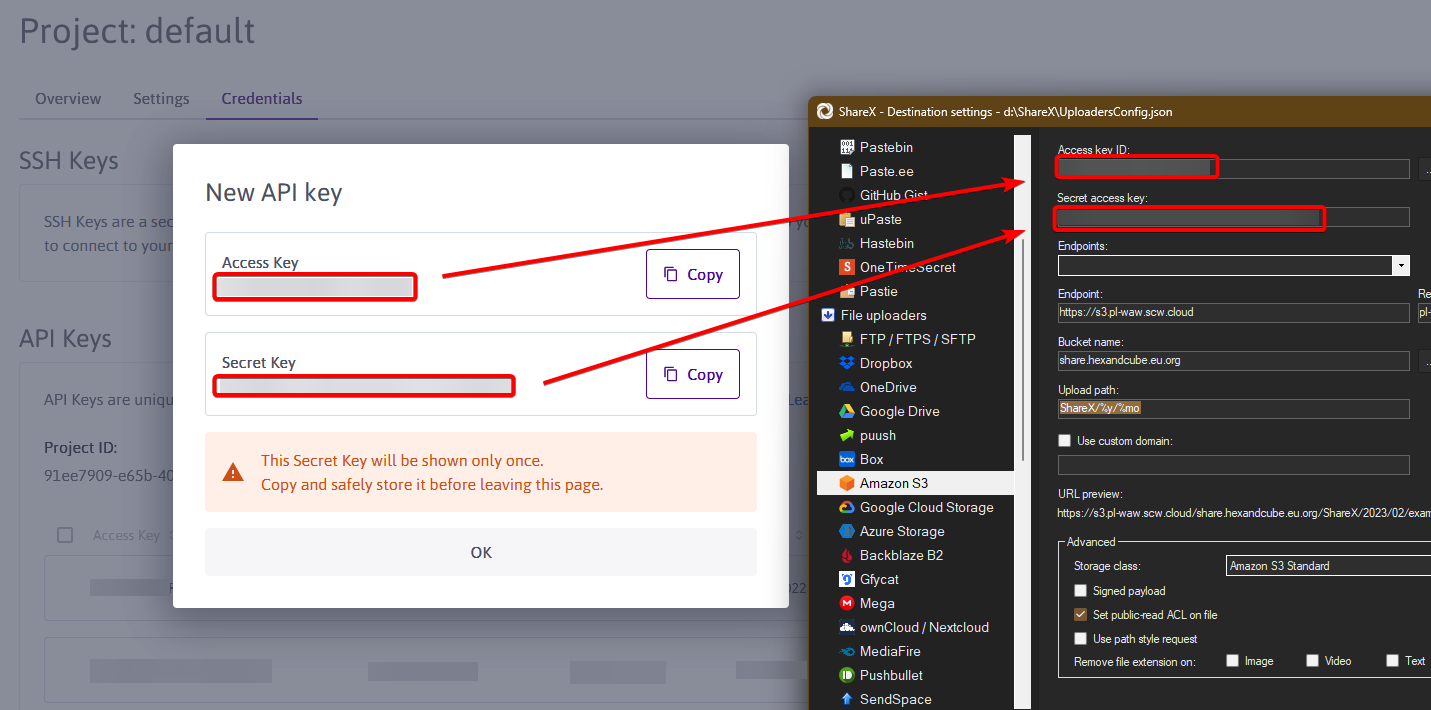 Project: default
Overview
Settings
Credentials
SSH Keys
SSH Keys are a sec
to connect to your
API Keys
API Keys are uniqu
Lea
Project ID:
91ee7909-e65b-40
Access Key
2022
New API key
Access Key
Copy
Secret Key
Copy
This Secret Key will be shown only once.
Copy and safely store it before leaving this page.
OK
ShareX - Destination settings - d:\ShareX\UploadersConfig.json
Pastebin
Paste.ee
GitHub Gist
uPaste
Hastebin
OneTimeSecret
Pastie
File uploaders
FTP / FTPS / SFTP
Dropbox
OneDrive
Google Drive
puush
Box
Amazon S3
Google Cloud Storage
Azure Storage
Backblaze B2
Gfycat
Mega
ownCloud / Nextcloud
MediaFire
Pushbullet
SendSpace
Access key ID:
...
Secret access key:
Endpoints:
Endpoint:
Re
https://s3.pl-waw.scw.cloud
pl-
Bucket name:
share.hexandcube.eu.org
...
Upload path:
ShareX/%y/%mo
Use custom domain:
URL preview:
https://s3.pl-waw.scw.cloud/share.hexandcube.eu.org/ShareX/2023/02/exam
Advanced
Storage class:
Amazon S3 Standard
Signed payload
Set public-read ACL on file
Use path style request
Remove file extension on:
Image
Video
Text